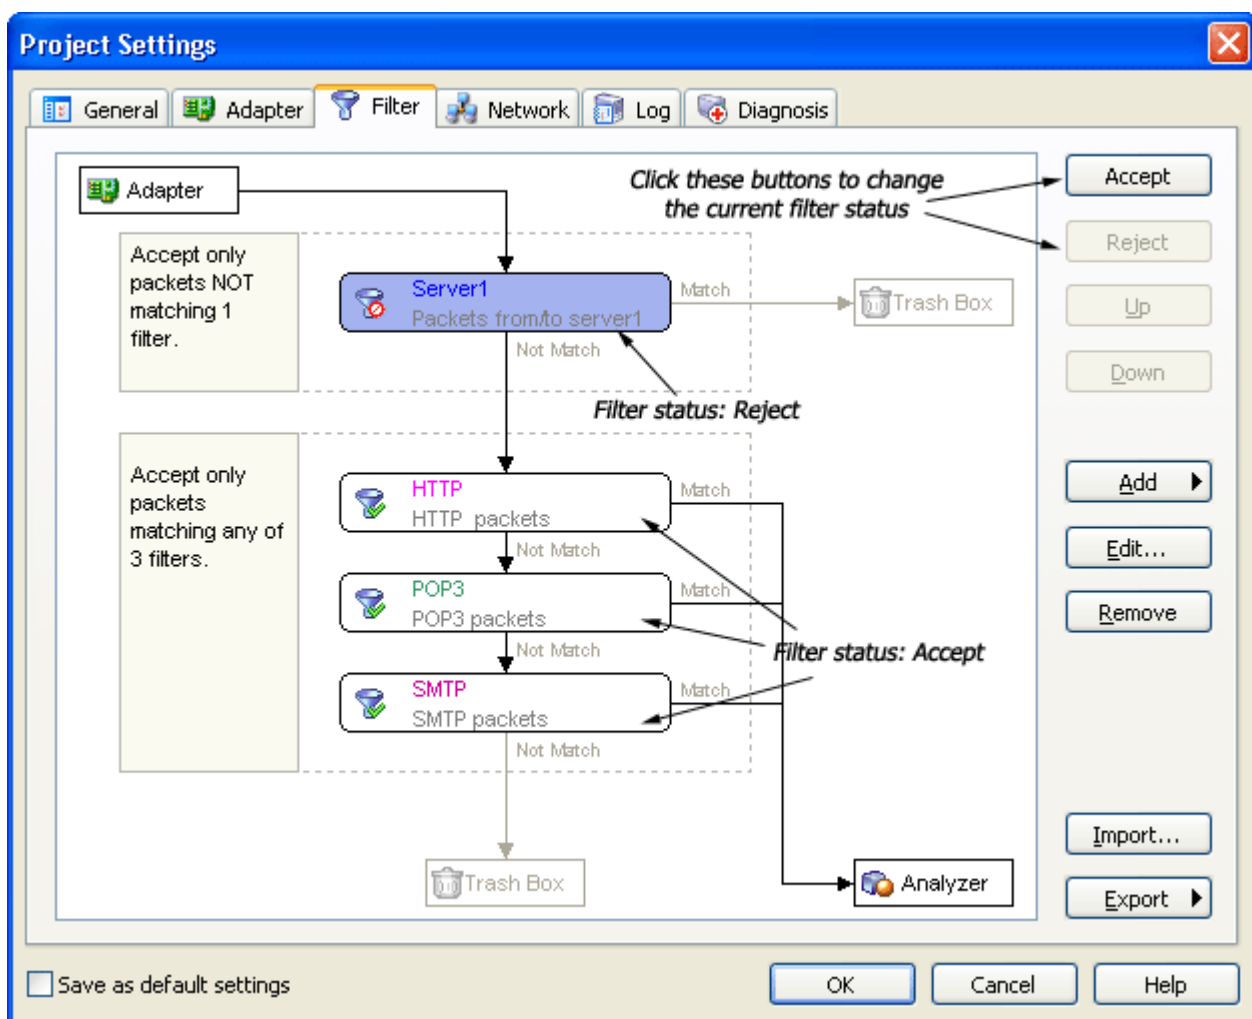 Project Settings
General
Adapter
Filter
Network
Log
Diagnosis
Adapter
Click these buttons to change
the current filter status
Accept
Reject
Up
Down
Accept only
packets NOT
matching 1
filter.
Server1
Packets from/to server1
Match
Trash Box
Not Match
Filter status: Reject
Accept only
packets
matching any of
3 filters.
HTTP
HTTP packets
Match
Not Match
POP3
POP3 packets
Match
Not Match
Filter status: Accept
SMTP
SMTP packets
Match
Not Match
Trash Box
Analyzer
Add
Edit...
Remove
Import...
Export
Save as default settings
OK
Cancel
Help